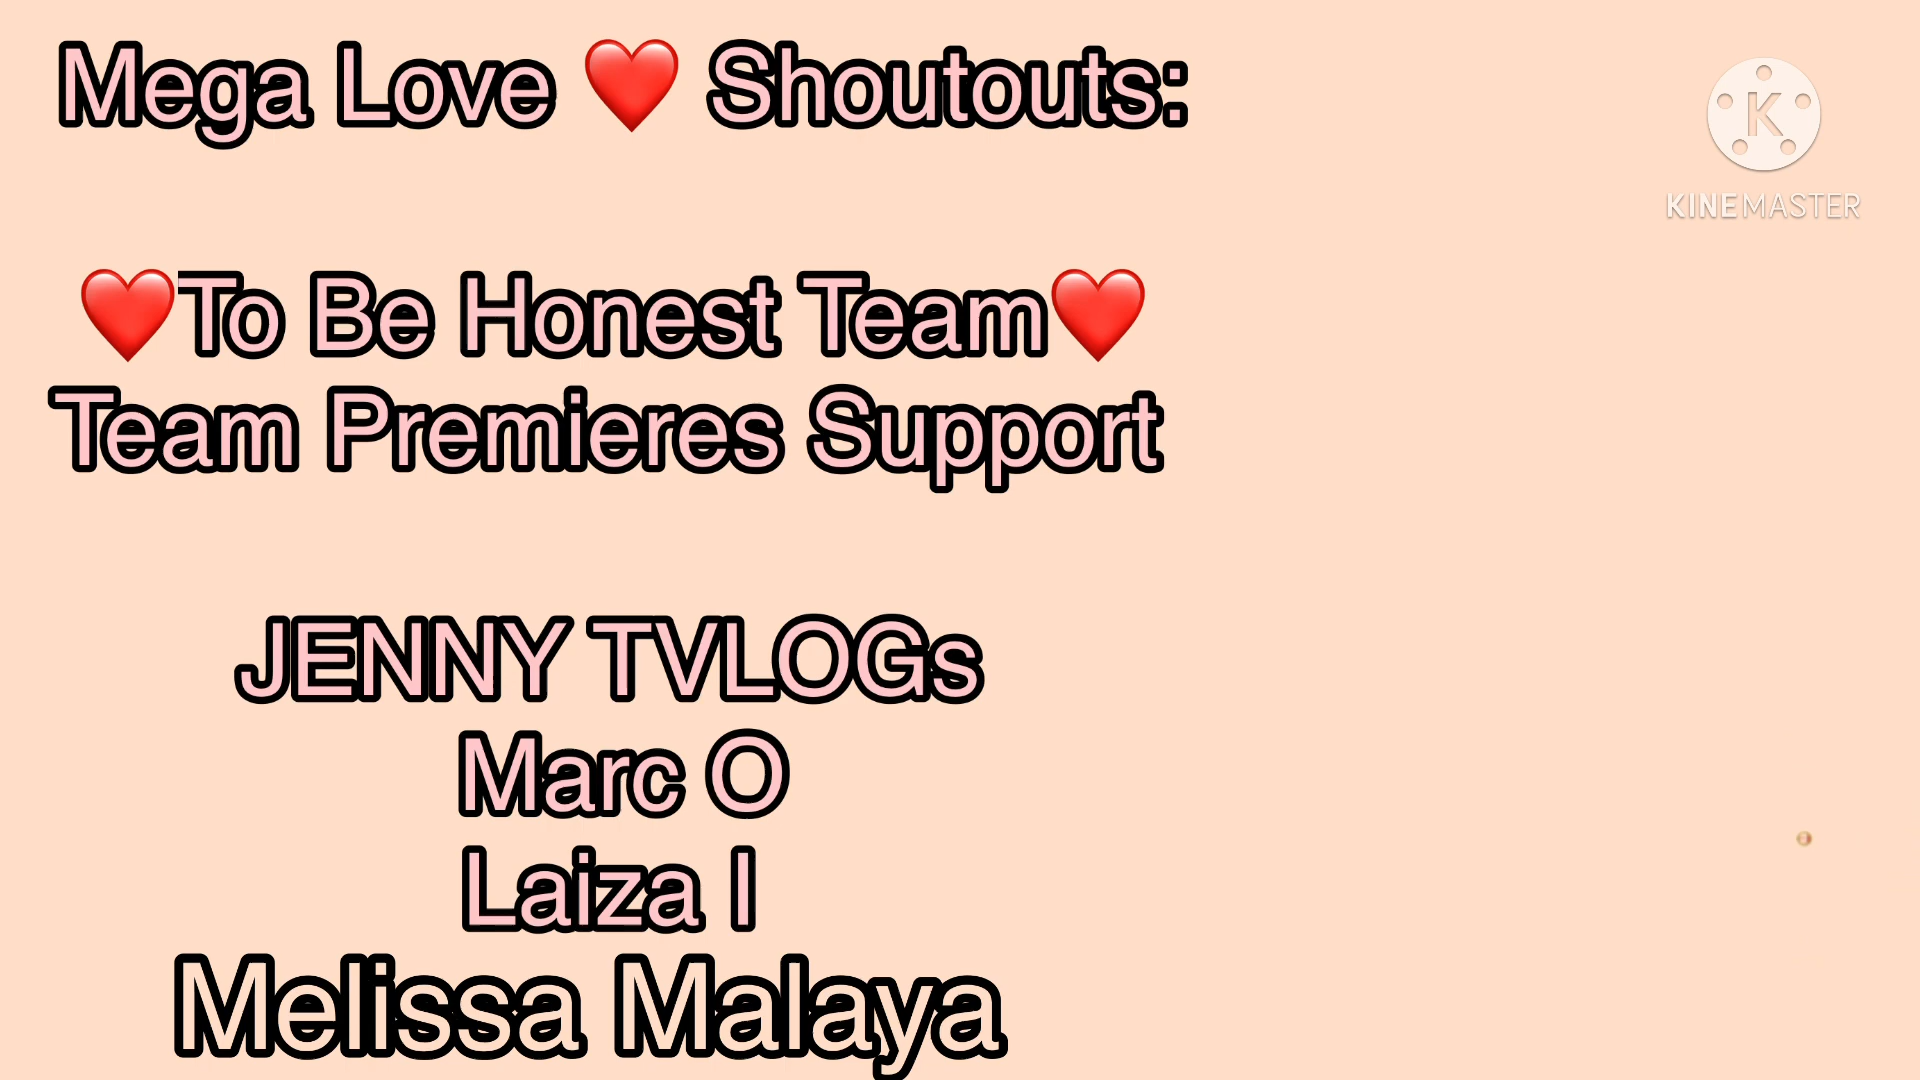 Mega Love ❤️ Shoutouts:
❤️To Be Honest Team❤️
Team Premieres Support
JENNY TVLOGs
Marc O
Laiza I
Melissa Malaya
K
KINEMASTER